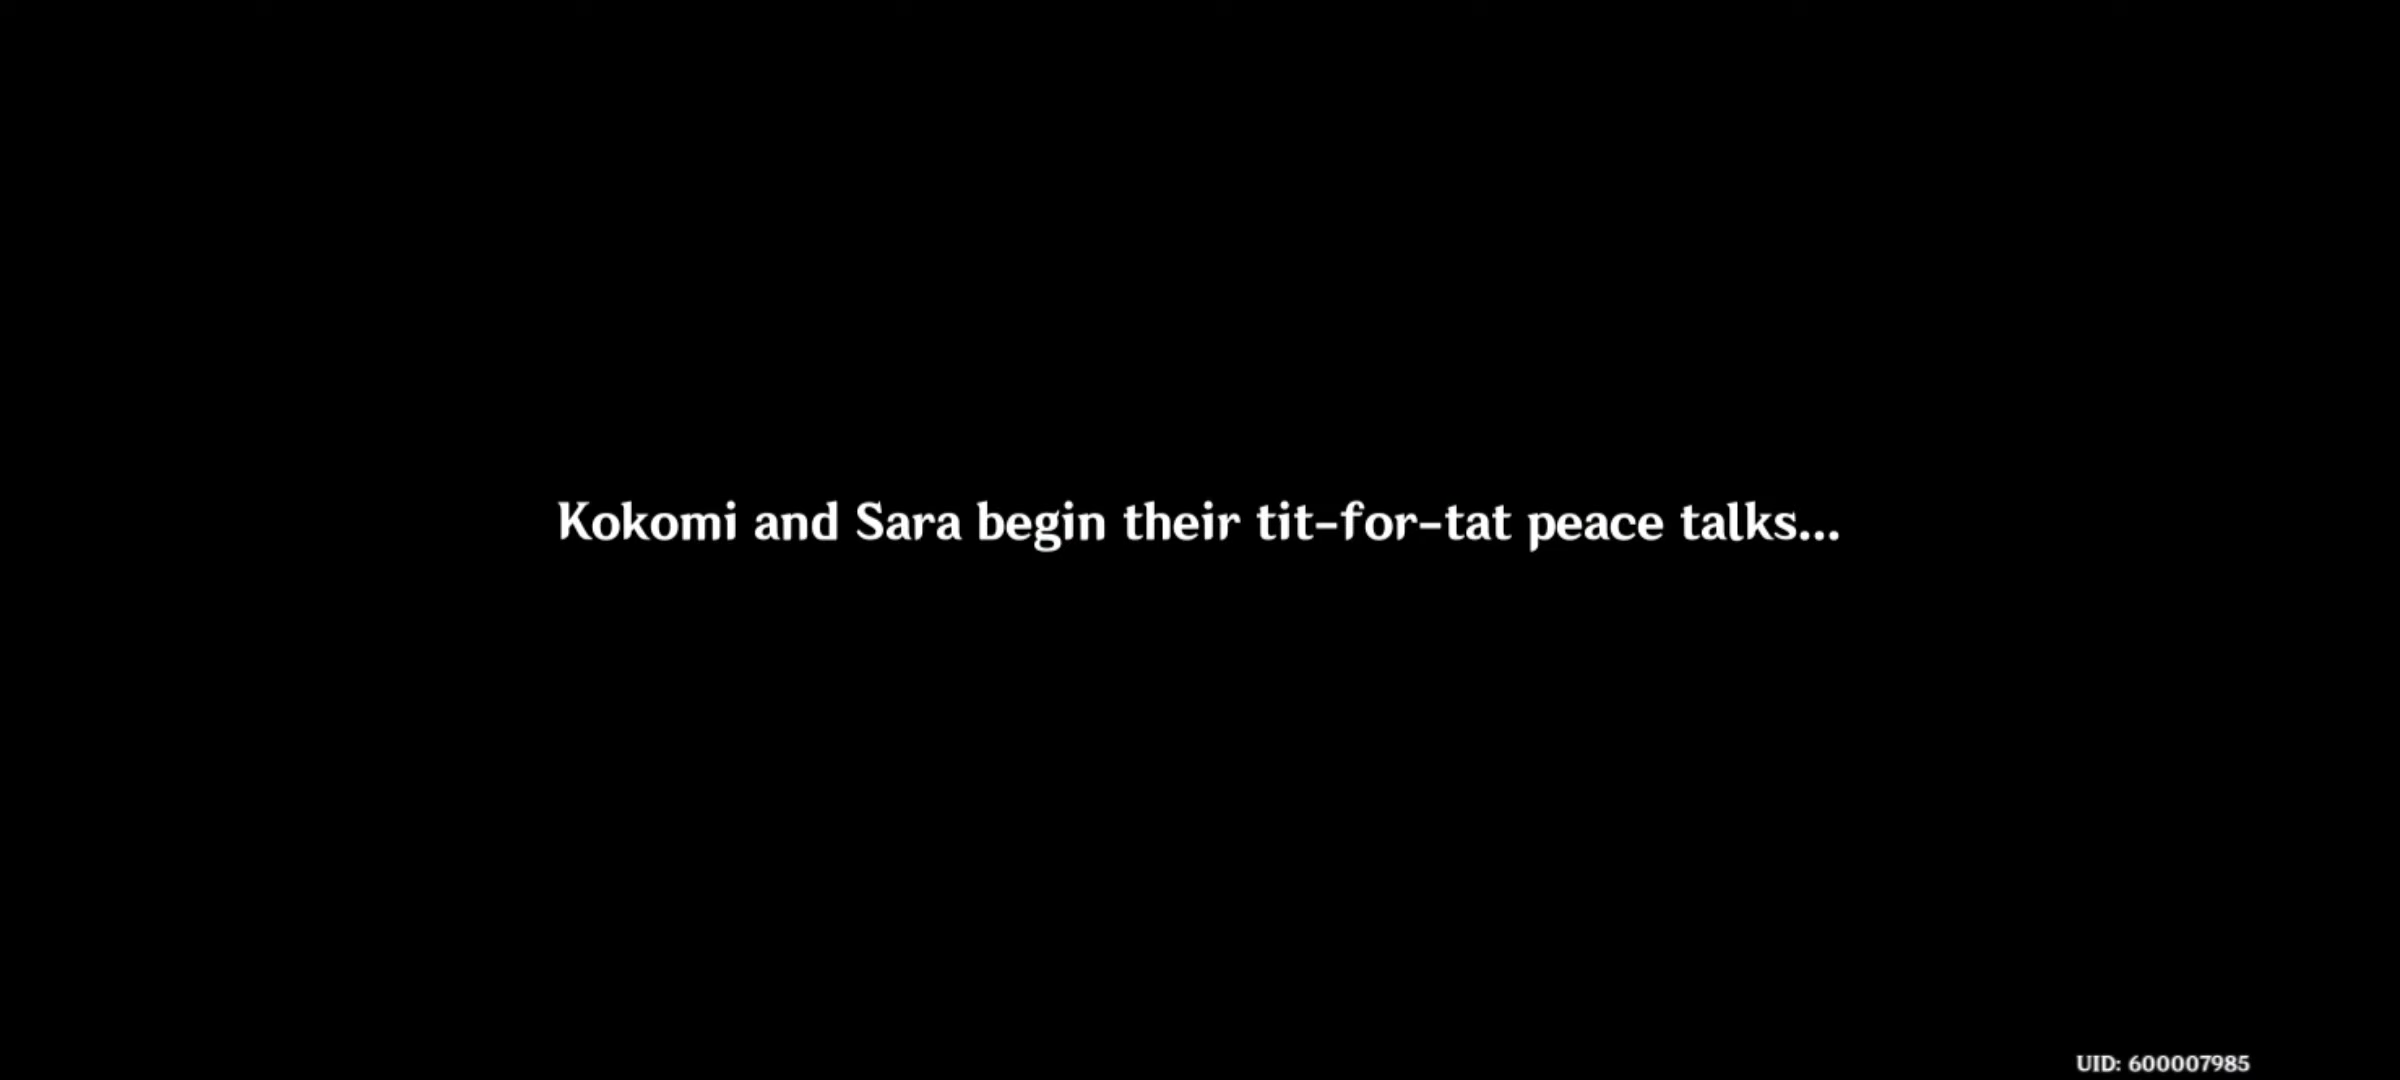 Kokomi and Sara begin their tit-for-tat peace talks...
UID: 600007985